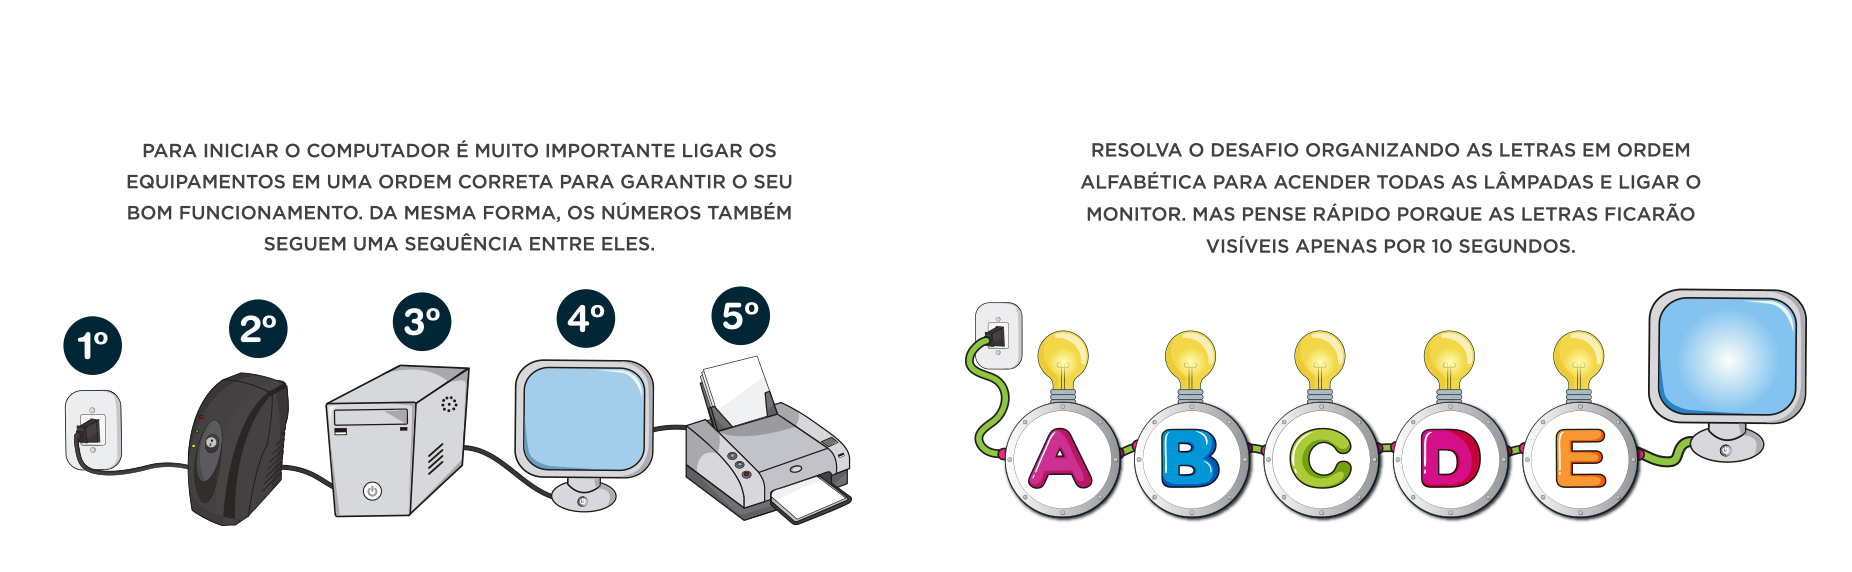 PARA INICIAR O COMPUTADOR É MUITO IMPORTANTE LIGAR OS
EQUIPAMENTOS EM UMA ORDEM CORRETA PARA GARANTIR O SEU
BOM FUNCIONAMENTO. DA MESMA FORMA, OS NÚMEROS TAMBÉM
SEGUEM UMA SEQUÊNCIA ENTRE ELES.
1º 2º 3º 4º 5º
RESOLVA O DESAFIO ORGANIZANDO AS LETRAS EM ORDEM
ALFABÉTICA PARA ACENDER TODAS AS LÂMPADAS E LIGAR O
MONITOR. MAS PENSE RÁPIDO PORQUE AS LETRAS FICARÃO
VISÍVEIS APENAS POR 10 SEGUNDOS.
A B C D E